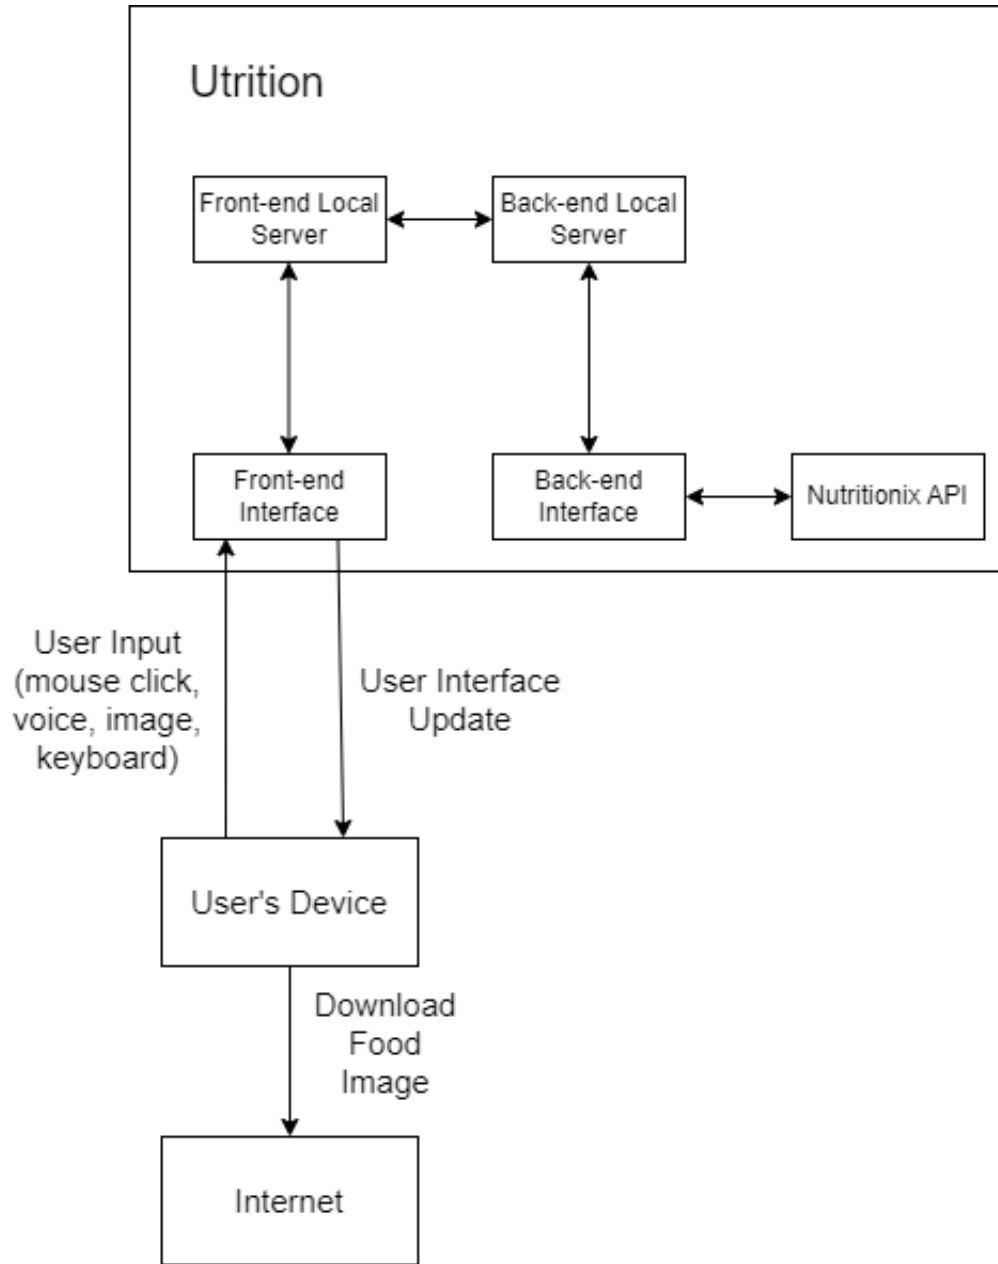 Utrition
Front-end Local
Server
Back-end Local
Server
Front-end
Interface
Back-end
Interface
Nutritionix API
User Input
(mouse click,
voice, image,
keyboard)
User Interface
Update
User's Device
Download
Food
Image
Internet